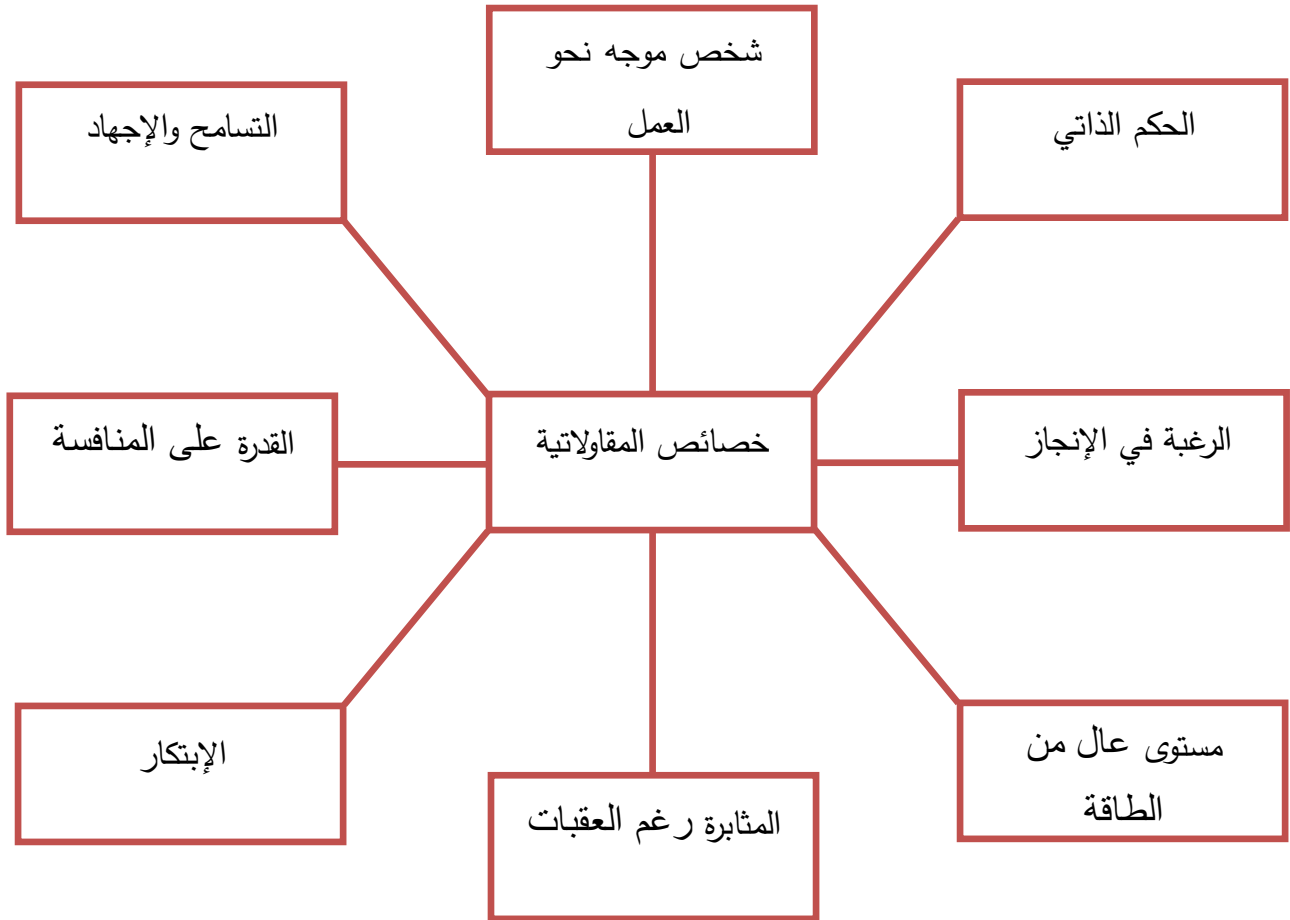 شخص موجه نحو
العمل
الحكم الذاتي
التسامح والإجهاد
الرغبة في الإنجاز
خصائص المقاولاتية
القدرة على المنافسة
مستوى عال من
الطاقة
المثابرة رغم العقبات
الإبتكار